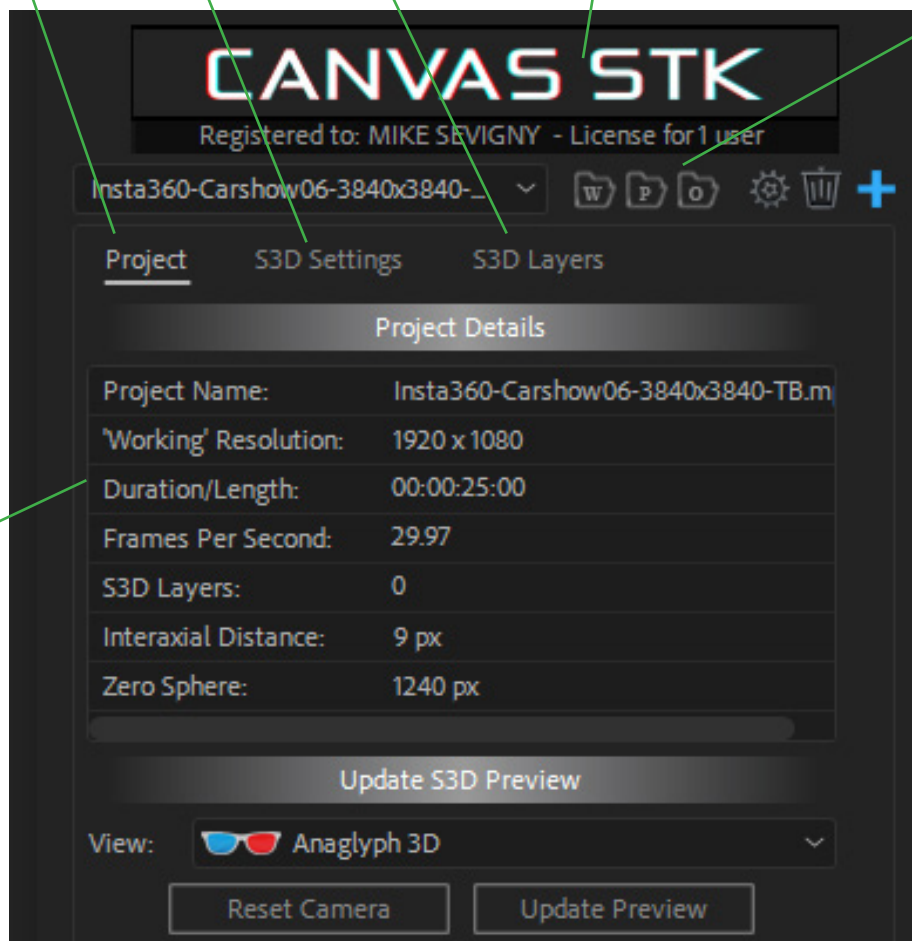 CANVAS STK
Registered to: MIKE SEVIGNY - License for 1 user
Insta360-Carshow06-3840x3840-_... W P O
Project S3D Settings S3D Layers
Project Details
Project Name: Insta360-Carshow06-3840x3840-TB.m
'Working' Resolution: 1920 x 1080
Duration/Length: 00:00:25:00
Frames Per Second: 29.97
S3D Layers: 0
Interaxial Distance: 9 px
Zero Sphere: 1240 px
Update S3D Preview
View: Anaglyph 3D
Reset Camera Update Preview